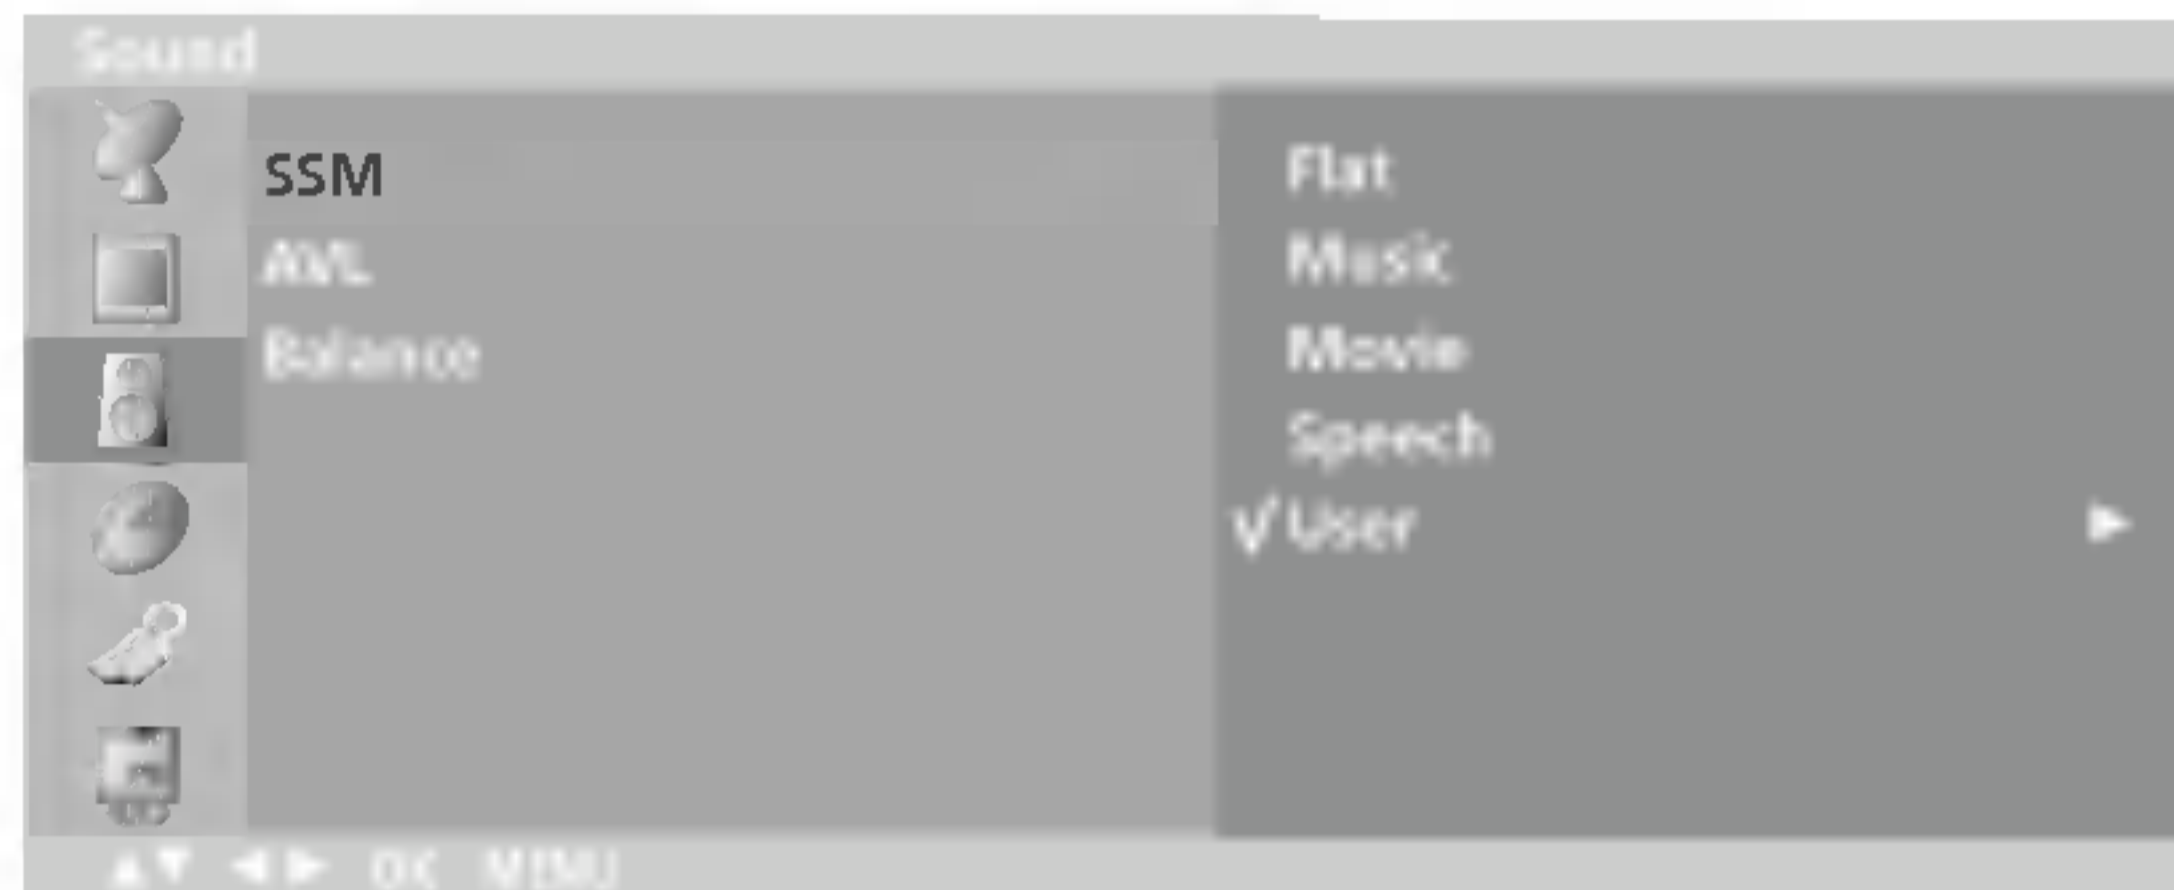 Sound
SSM
AVL
Balance
Flat
Music
Movie
Speech
√ User ▶
▲▼ ◀▶ OK MENU